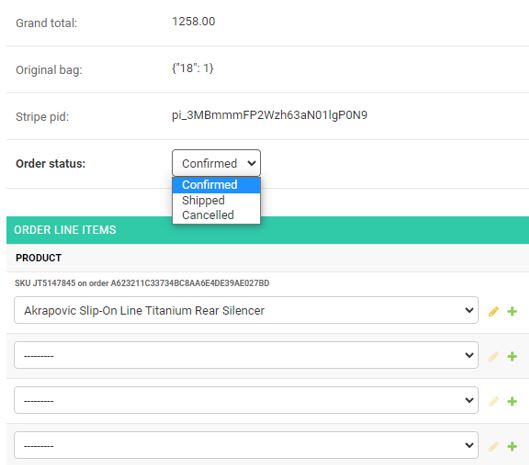 Grand total: 1258.00
Original bag: {"18": 1}
Stripe pid: pi_3MBmmmFP2Wzh63aN01lgP0N9
Order status: Confirmed
Confirmed
Shipped
Cancelled
ORDER LINE ITEMS
PRODUCT
SKU JT5147845 on order A623211C33734BC8AA6E4DE39AE027BD
Akrapovic Slip-On Line Titanium Rear Silencer
---------
---------
---------